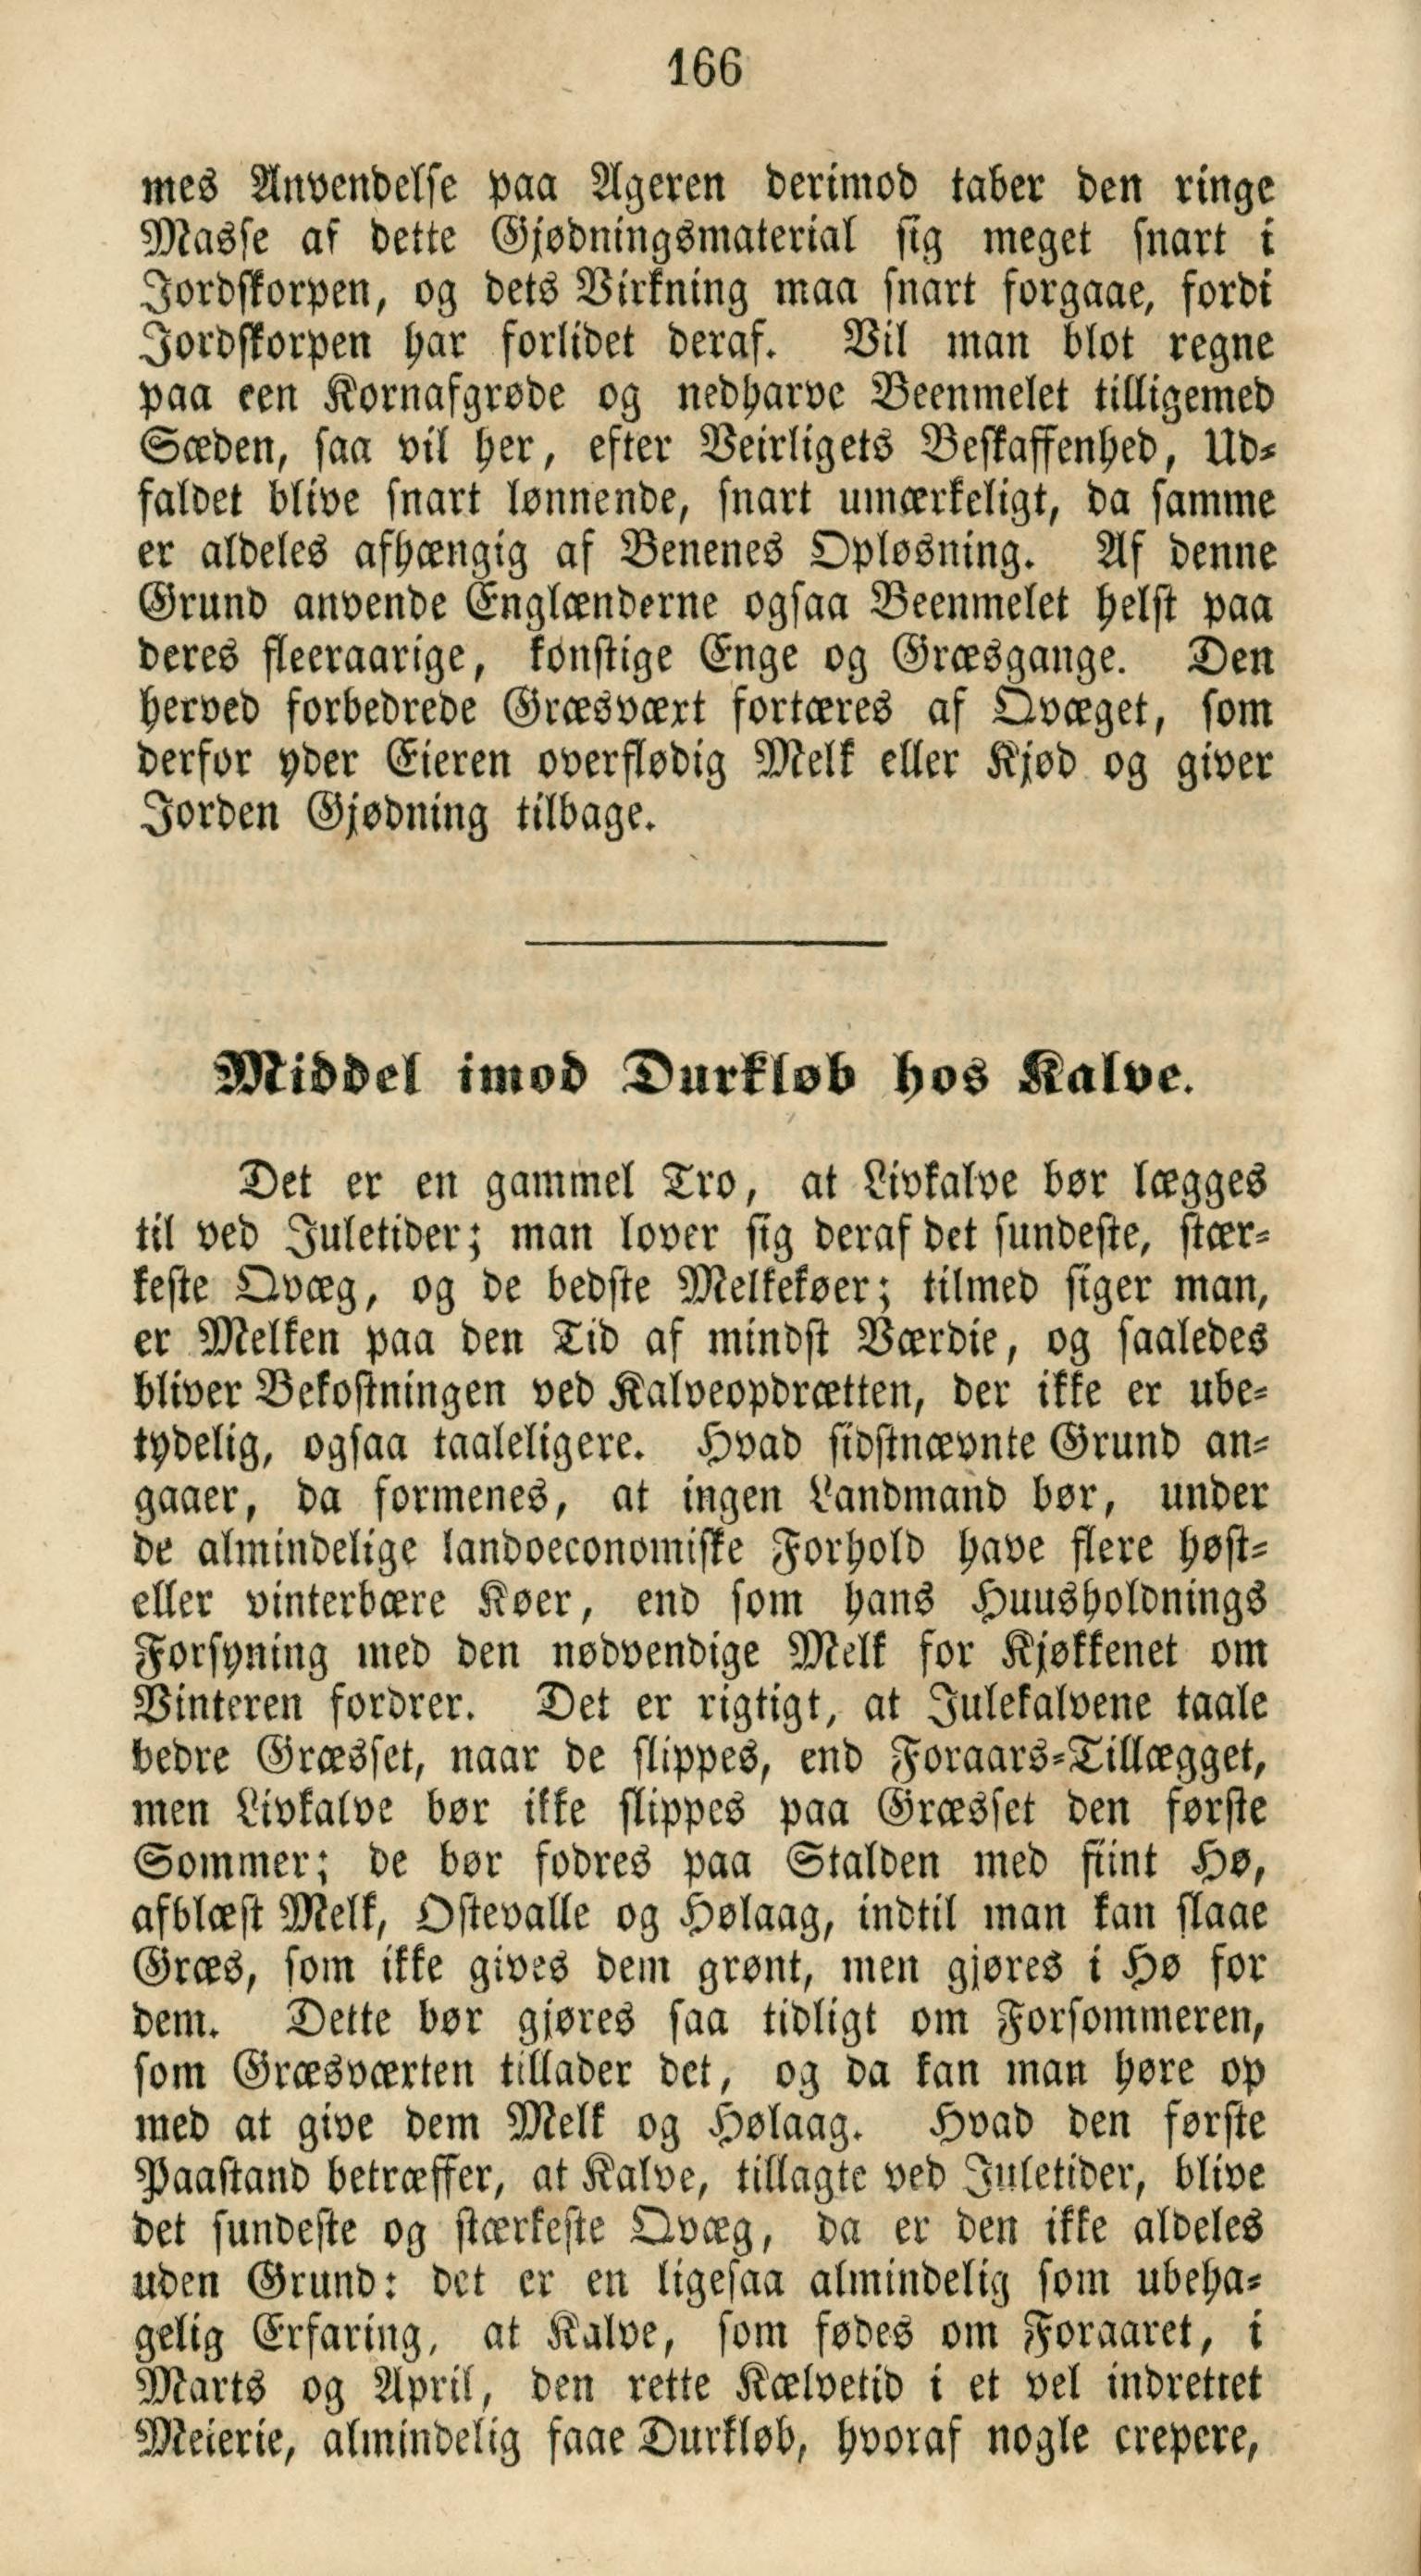 166
mes Anvendelse paa Ageren derimod taber den ringe
Masse af dette Gjødningsmaterial sig meget snart i
Jordskorpen, og dets Virkning maa snart forgaae, fordi
Jordskorpen har forlidet deraf. Vil man blot regne
paa een Kornafgrøde og nedharve Beenmelet tilligemed
Sæden, saa vil her, efter Veirligets Beskaffenhed, Ud-
faldet blive snart lønnende, snart umærkeligt, da samme
er aldeles afhængig af Benenes Opløsning. Af denne
Grund anvende Englænderne ogsaa Beenmelet helst paa
deres fleeraarige, konstige Enge og Græsgange. Den
herved forbedrede Græsvæxt fortæres af Qvæget, som
derfor yder Eieren overflødig Melk eller Kjød og giver
Jorden Gjødning tilbage.
Middel imod Durkløb hos Kalve.
Det er en gammel Tro, at Livkalve bør lægges
til ved Juletider; man lover sig deraf det sundeste, stær-
keste Qvæg, og de bedste Melkekøer; tilmed siger man,
er Melken paa den Tid af mindst Værdie, og saaledes
bliver Bekostningen ved Kalveopdrætten, der ikke er ube-
tydelig, ogsaa taaleligere. Hvad sidstnævnte Grund an-
gaaer, da formenes, at ingen Landmand bør, under
de almindelige landoeconomiske Forhold have flere høst-
eller vinterbære Køer, end som hans Huusholdnings
Forsyning med den nødvendige Melk for Kjøkkenet om
Vinteren fordrer. Det er rigtigt, at Julekalvene taale
bedre Græsset, naar de slippes, end Foraars-Tillægget,
men Livkalve bør ikke slippes paa Græsset den første
Sommer; de bør fodres paa Stalden med fiint Hø,
afblæst Melk, Ostevalle og Hølaag, indtil man kan slaae
Græs, som ikke gives dem grønt, men gjøres i Hø for
dem. Dette bør gjøres saa tidligt om Forsommeren,
som Græsværten tillader det, og da kan man høre op
med at give dem Melk og Hølaag. Hvad den første
Paastand betræffer, at Kalve, tillagte ved Juletider, blive
det sundeste og stærkeste Qvæg, da er den ikke aldeles
uden Grund: det er en ligesaa almindelig som ubeha-
gelig Erfaring, at Kalve, som fødes om Foraaret, i
Marts og April, den rette Kælvetid i et vel indrettet
Meierie, almindelig faae Durkløb, hvoraf nogle crepere,